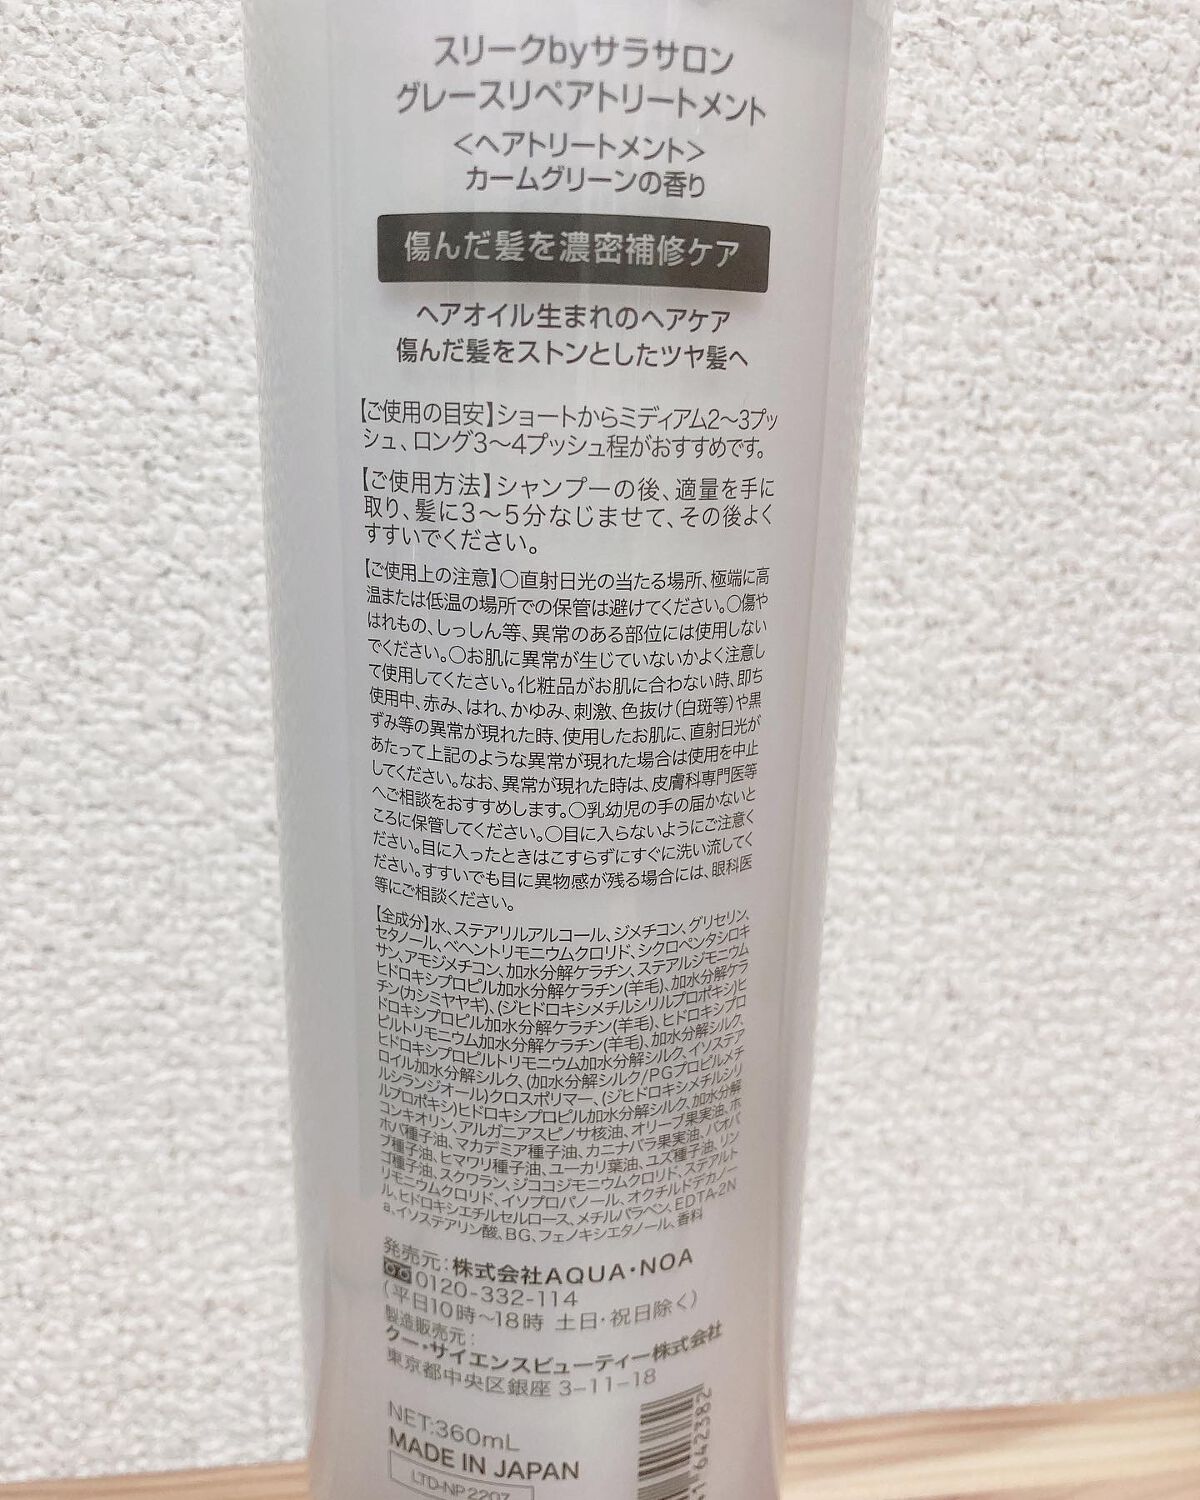 スリークbyサラサロン
グレースリペアトリートメント
<ヘアトリートメント>
カームグリーンの香り
傷んだ髪を濃密補修ケア
ヘアオイル生まれのヘアケア
傷んだ髪をストンとしたツヤ髪へ
【ご使用の目安】ショートからミディアム2〜3プッ
シュ、ロング3〜4プッシュ程がおすすめです。
【ご使用方法】シャンプーの後、適量を手に
取り、髪に3〜5分なじませて、その後よく
すすいでください。
【ご使用上の注意】○直射日光の当たる場所、極端に高
温または低温の場所での保管は避けてください。○傷や
はれもの、しっしん等、異常のある部位には使用しない
でください。○お肌に異常が生じていないかよく注意し
て使用してください。化粧品がお肌に合わない時、即ち
使用中、赤み、はれ、かゆみ、刺激、色抜け(白斑等)や黒
ずみ等の異常が現れた時、使用したお肌に、直射日光が
あたって上記のような異常が現れた場合は使用を中止
してください。なお、異常が現れた時は、皮膚科専門医等
へご相談をおすすめします。○乳幼児の手の届かないと
ころに保管してください。○目に入らないようにご注意く
ださい。目に入ったときはこすらずにすぐに洗い流してく
ださい。すすいでも目に異物感が残る場合には、眼科医
等にご相談ください。
【全成分】水、ステアリルアルコール、ジメチコン、グリセリン、
セタノール、ベヘントリモニウムクロリド、シクロペンタシロキ
サン、アモジメチコン、加水分解ケラチン、ステアルジモニウム
ヒドロキシプロピル加水分解ケラチン(羊毛)、加水分解ケラ
チン(カシミヤヤギ)、(ジヒドロキシメチルシリルプロポキシ)ヒ
ドロキシプロピル加水分解ケラチン(羊毛)、ヒドロキシプロ
ピルトリモニウム加水分解ケラチン(羊毛)、加水分解シルク、
ヒドロキシプロピルトリモニウム加水分解シルク、イソステア
ロイル加水分解シルク、(加水分解シルク/PGプロピルメチ
ルシランジオール)クロスポリマー、(ジヒドロキシメチルシリ
ルプロポキシ)ヒドロキシプロピル加水分解シルク、加水分解
コンキオリン、アルガニアスピノサ核油、オリーブ果実油、ホ
ホバ種子油、マカデミア種子油、カニナバラ果実油、バオバ
ブ種子油、ヒマワリ種子油、ユーカリ葉油、ユズ種子油、リン
ゴ種子油、スクワラン、ジココジモニウムクロリド、ステアルト
リモニウムクロリド、イソプロパノール、オクチルドデカノー
ル、ヒドロキシエチルセルロース、メチルパラベン、EDTA-2N
a、イソステアリン酸、BG、フェノキシエタノール、香料
発売元:株式会社AQUA・NOA
0120-332-114
(平日10時〜18時 土日・祝日除く)
製造販売元:
クー・サイエンスビューティー株式会社
東京都中央区銀座 3-11-18
NET:360mL
MADE IN JAPAN
LTD-NP2207
642382